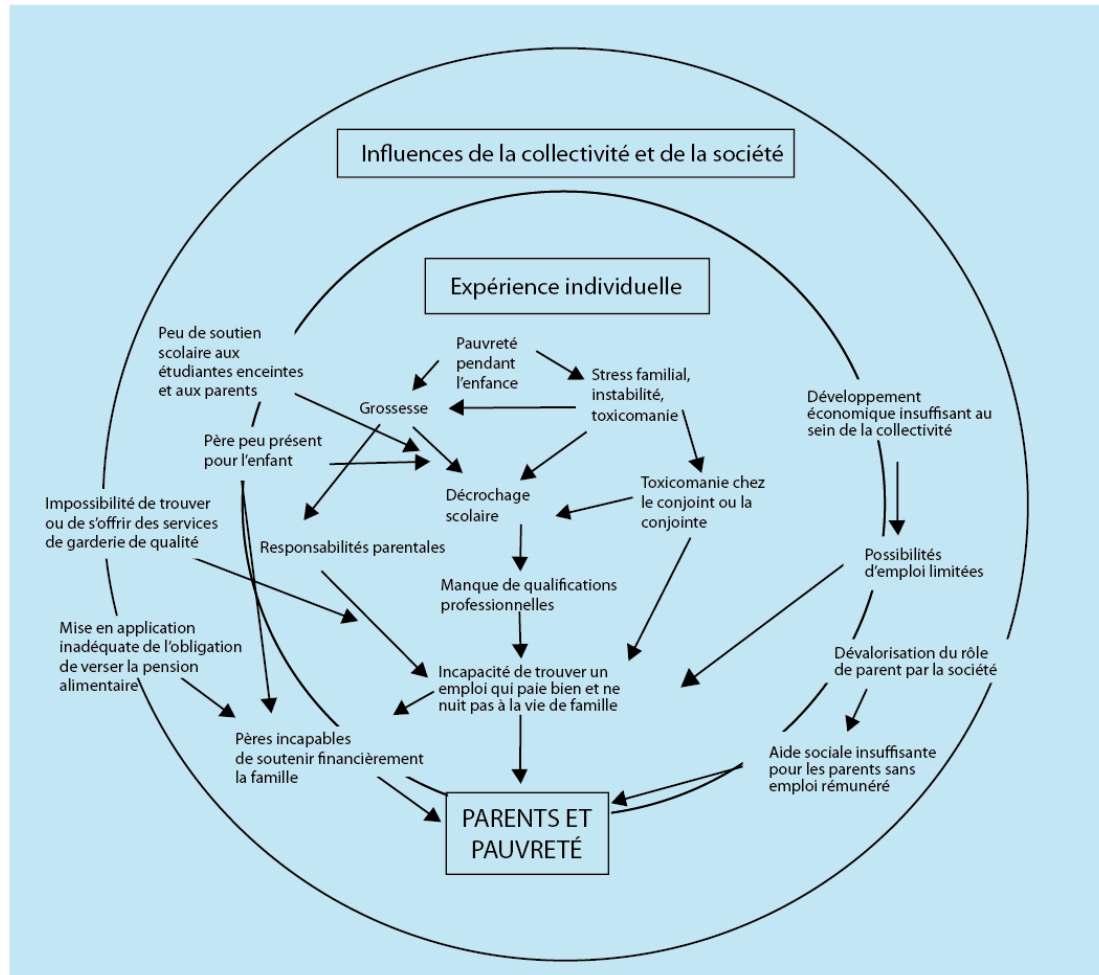 Influences de la collectivité et de la société
Expérience individuelle
Peu de soutien
scolaire aux
étudiantes enceintes
et aux parents
Pauvreté
pendant
l'enfance
Stress familial,
instabilité,
toxicomanie
Grossesse
Développement
économique insuffisant au
sein de la collectivité
Père peu présent
pour l'enfant
Décrochage
scolaire
Toxicomanie chez
le conjoint ou la
conjointe
Impossibilité de trouver
ou de s'offrir des services
de garderie de qualité
Responsabilités parentales
Possibilités
d'emploi limitées
Manque de qualifications
professionnelles
Mise en application
inadéquate de l'obligation
de verser la pension
alimentaire
Incapacité de trouver un
emploi qui paie bien et ne
nuit pas à la vie de famille
Dévalorisation du rôle
de parent par la société
Pères incapables
de soutenir financièrement
la famille
Aide sociale insuffisante
pour les parents sans
emploi rémunéré
PARENTS ET
PAUVRETÉ